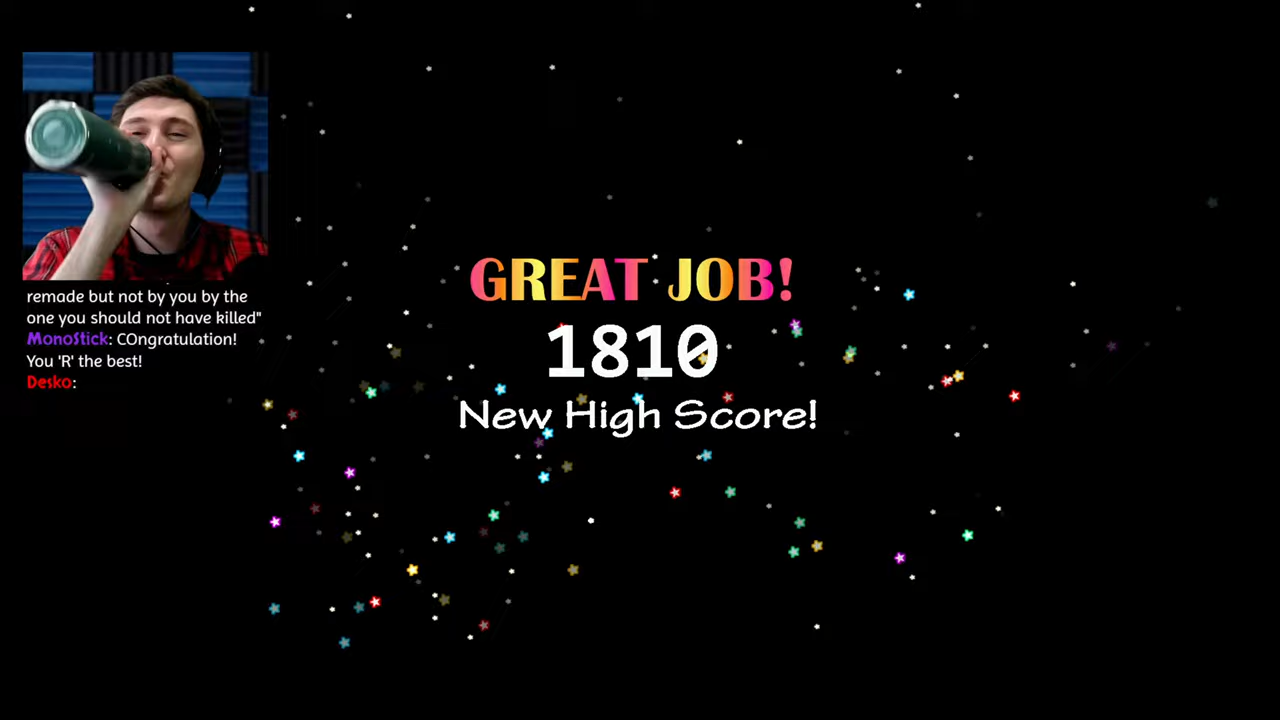 GREAT JOB!
1810
New High Score!
remade but not by you by the
one you should not have killed"
MonoStick: COngratulation!
You 'R' the best!
Desko: